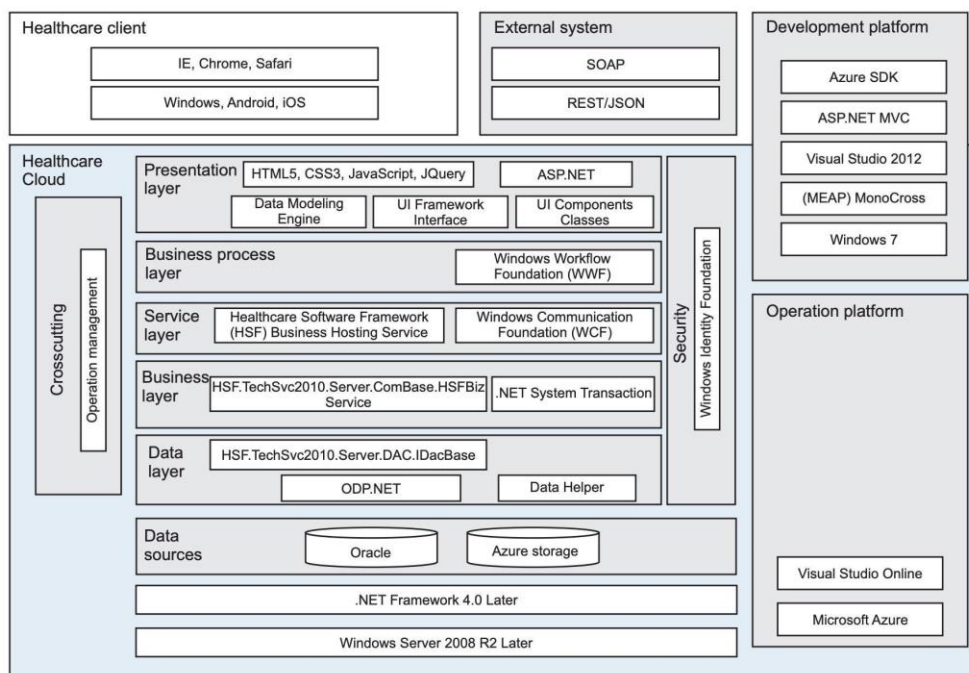 Healthcare client
IE, Chrome, Safari
Windows, Android, iOS
External system
SOAP
REST/JSON
Development platform
Azure SDK
ASP.NET MVC
Visual Studio 2012
(MEAP) MonoCross
Windows 7
Healthcare
Cloud
Crosscutting
Operation management
Presentation
layer
HTML5, CSS3, JavaScript, JQuery
ASP.NET
Data Modeling
Engine
UI Framework
Interface
UI Components
Classes
Business process
layer
Windows Workflow
Foundation (WWF)
Service
layer
Healthcare Software Framework
(HSF) Business Hosting Service
Windows Communication
Foundation (WCF)
Business
layer
HSF.TechSvc2010.Server.ComBase.HSFBiz
Service
.NET System Transaction
Data
layer
HSF.TechSvc2010.Server.DAC.IDacBase
ODP.NET
Data Helper
Security
Windows Identity Foundation
Data
sources
Oracle
Azure storage
.NET Framework 4.0 Later
Windows Server 2008 R2 Later
Operation platform
Visual Studio Online
Microsoft Azure